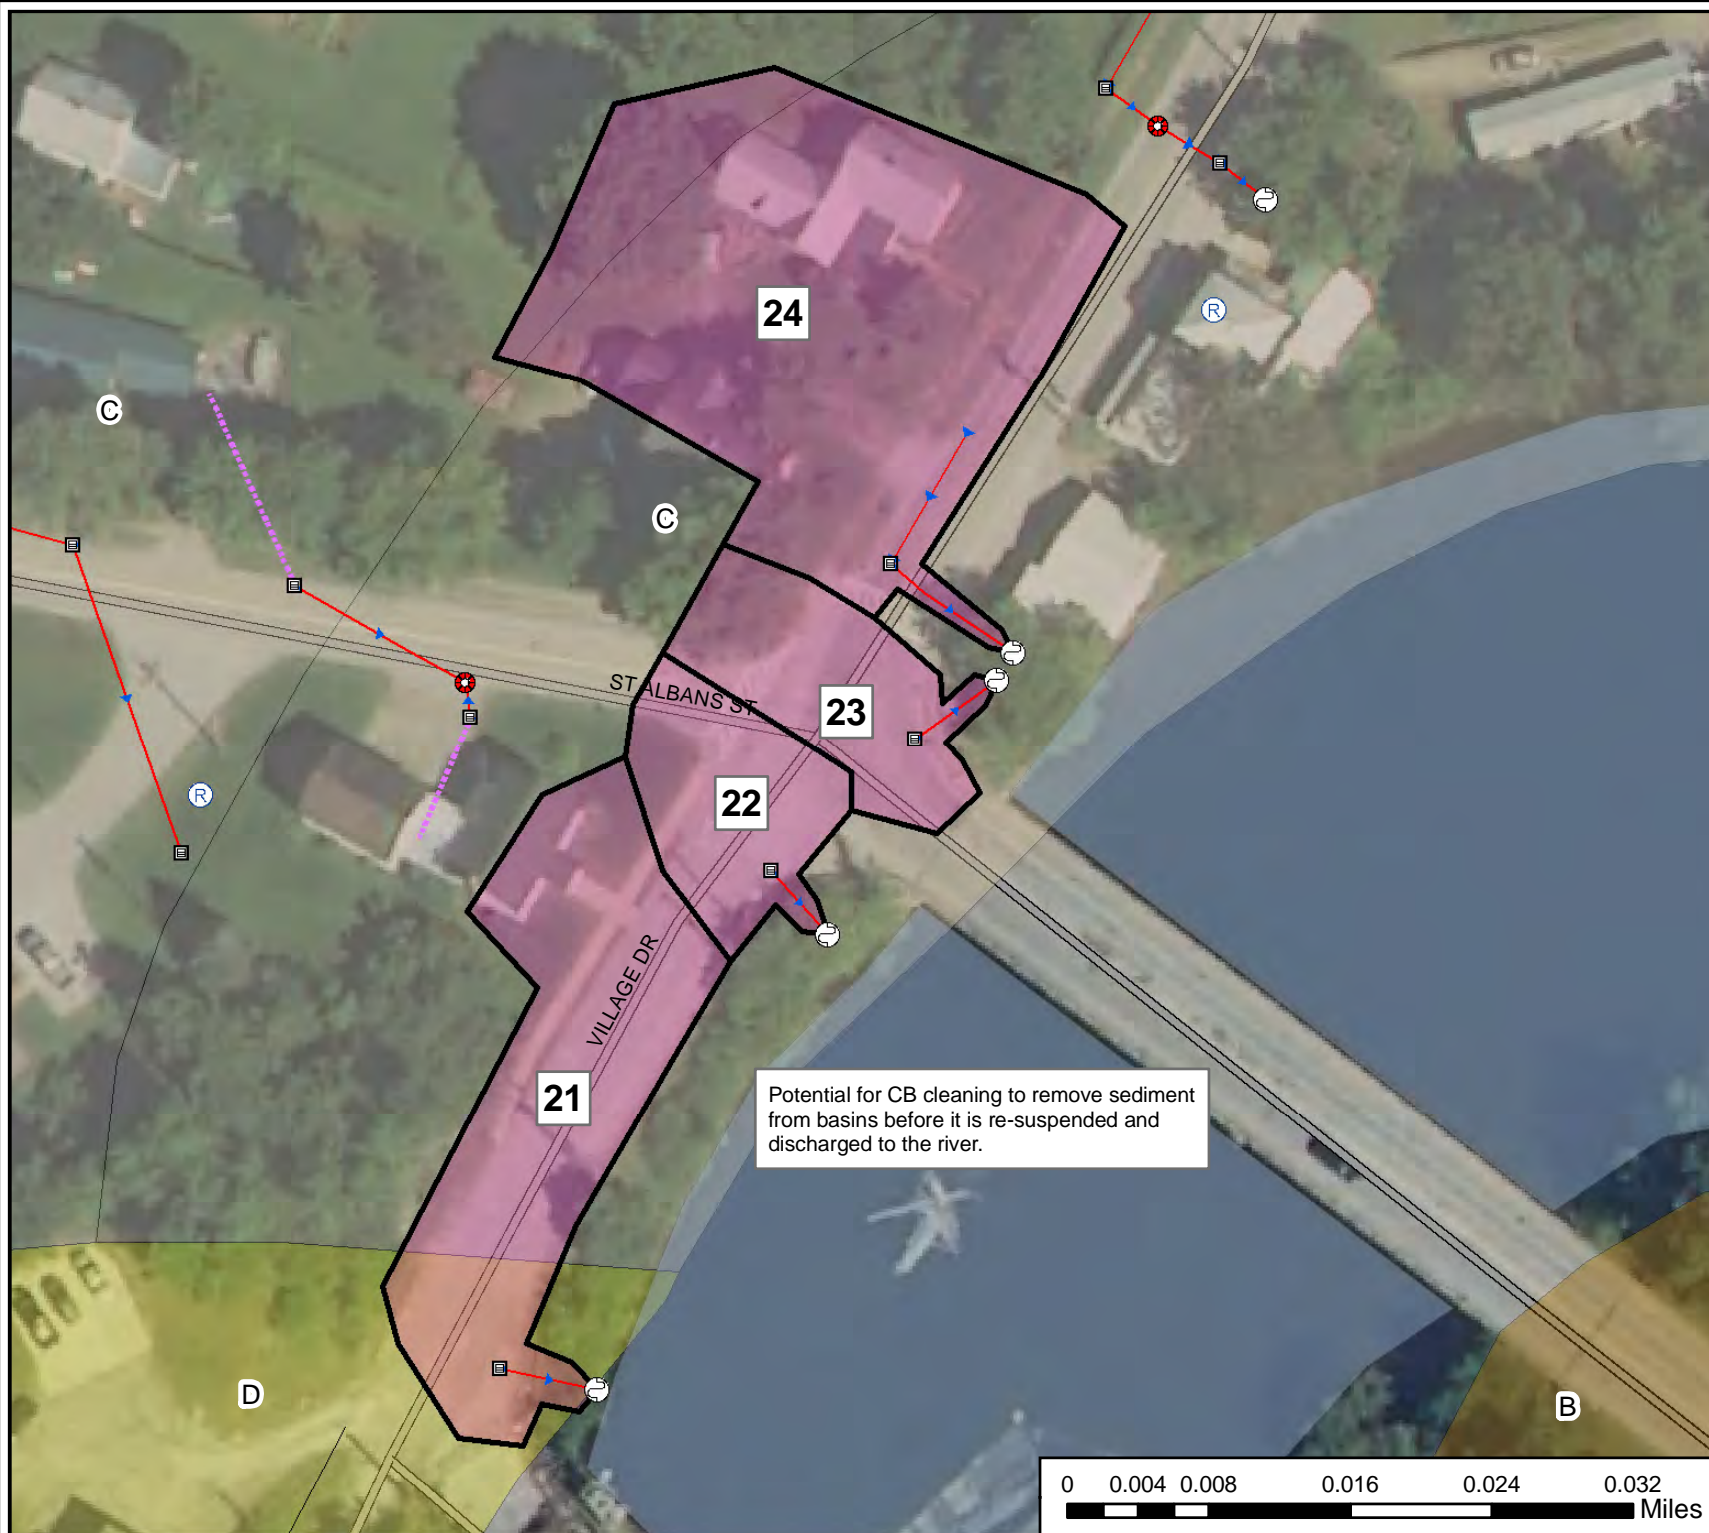 24
R
C
C
ST ALBANS ST
23
R
22
VILLAGE DR
21
Potential for CB cleaning to remove sediment
from basins before it is re-suspended and
discharged to the river.
D
B
0 0.004 0.008 0.016 0.024 0.032
Miles